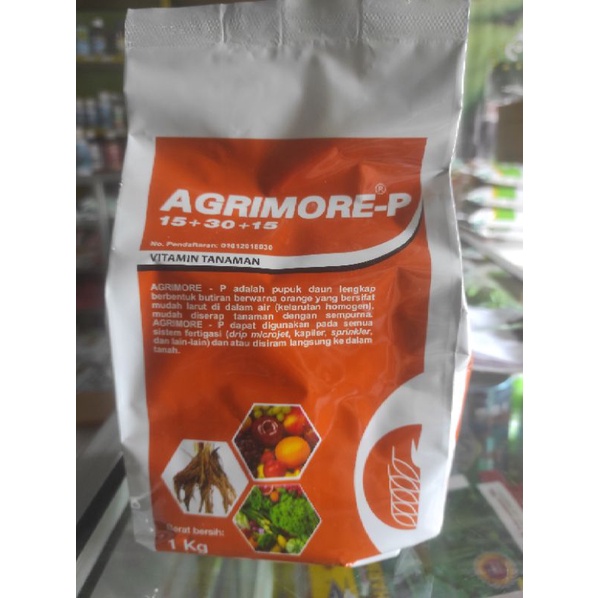 AGRIMORE®-P
15+30+15
No. Pendaftaran: 01012010030
VITAMIN TANAMAN
AGRIMORE - P adalah pupuk daun lengkap
berbentuk butiran berwarna orange yang bersifat
mudah larut di dalam air (kelarutan homogen),
mudah diserap tanaman dengan sempurna.
AGRIMORE - P dapat digunakan pada semua
sistem fertigasi (drip microjet, kapiler, sprinkler,
dan lain-lain) dan atau disiram langsung ke dalam
tanah.
Berat bersih:
1 Kg